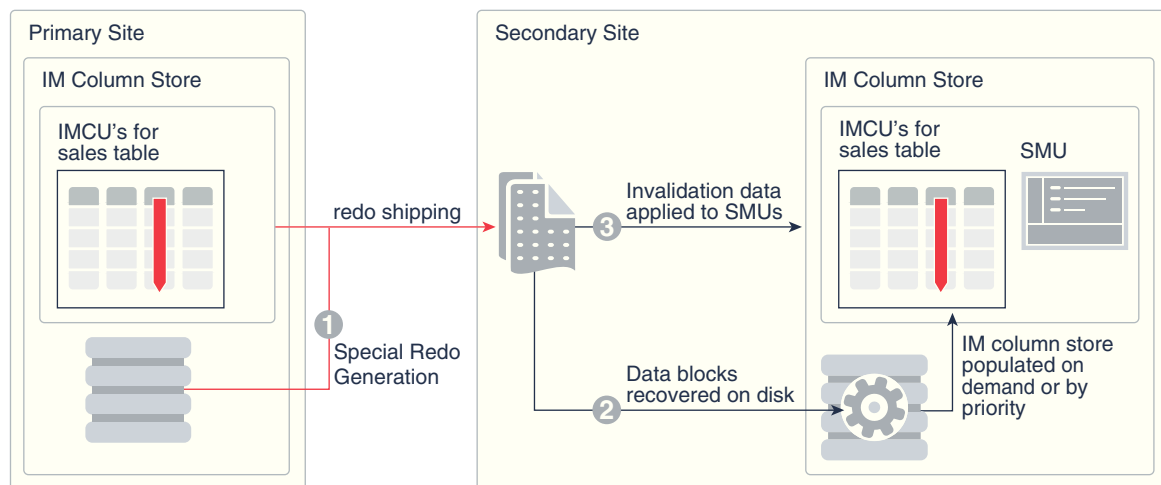 Primary Site
IM Column Store
IMCU's for
sales table
redo shipping
1
Special Redo
Generation
Secondary Site
3
Invalidation data
applied to SMUs
2
Data blocks
recovered on disk
IM Column Store
IMCU's for
sales table
SMU
IM column store
populated on
demand or by
priority